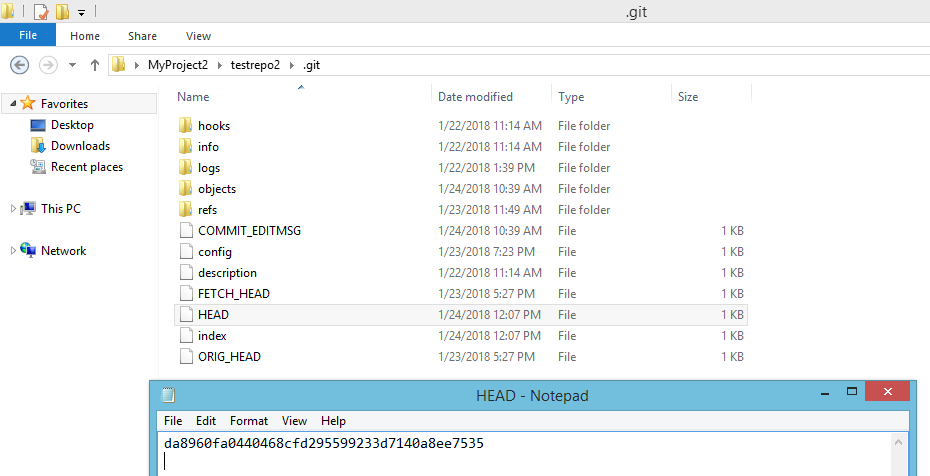 .git
File Home Share View
MyProject2 testrepo2 .git
Name Date modified Type Size
Favorites
Desktop
Downloads
Recent places
This PC
Network
hooks 1/22/2018 11:14 AM File folder
info 1/22/2018 11:14 AM File folder
logs 1/22/2018 1:39 PM File folder
objects 1/24/2018 10:39 AM File folder
refs 1/23/2018 11:49 AM File folder
COMMIT_EDITMSG 1/24/2018 10:39 AM File 1 KB
config 1/23/2018 7:23 PM File 1 KB
description 1/22/2018 11:14 AM File 1 KB
FETCH_HEAD 1/23/2018 5:27 PM File 1 KB
HEAD 1/24/2018 12:07 PM File 1 KB
index 1/24/2018 12:07 PM File 1 KB
ORIG_HEAD 1/23/2018 5:27 PM File 1 KB
HEAD - Notepad
File Edit Format View Help
da8960fa0440468cfd295599233d7140a8ee7535